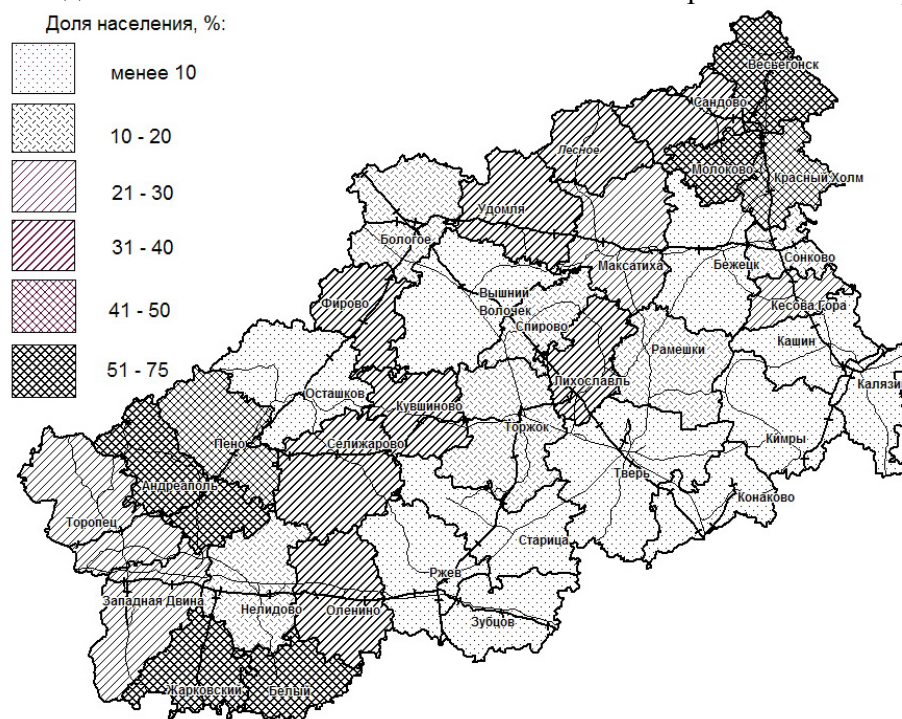 Доля населения, %:
менее 10
10 - 20
21 - 30
31 - 40
41 - 50
51 - 75
Весьегонск
Сандово
Лесное
Молоково
Красный Холм
Удомля
Бологое
Максатиха
Бежецк
Сонково
Вышний
Волочек
Фирово
Кесова Гора
Спирово
Рамешки
Кашин
Осташков
Лихославль
Кувшиново
Калязи
Торжок
Пено
Селижарово
Кимры
Тверь
Андреаполь
Конаково
Торопец
Старица
Ржев
Западная Двина
Нелидово
Оленино
Зубцов
Жарковский
Белый